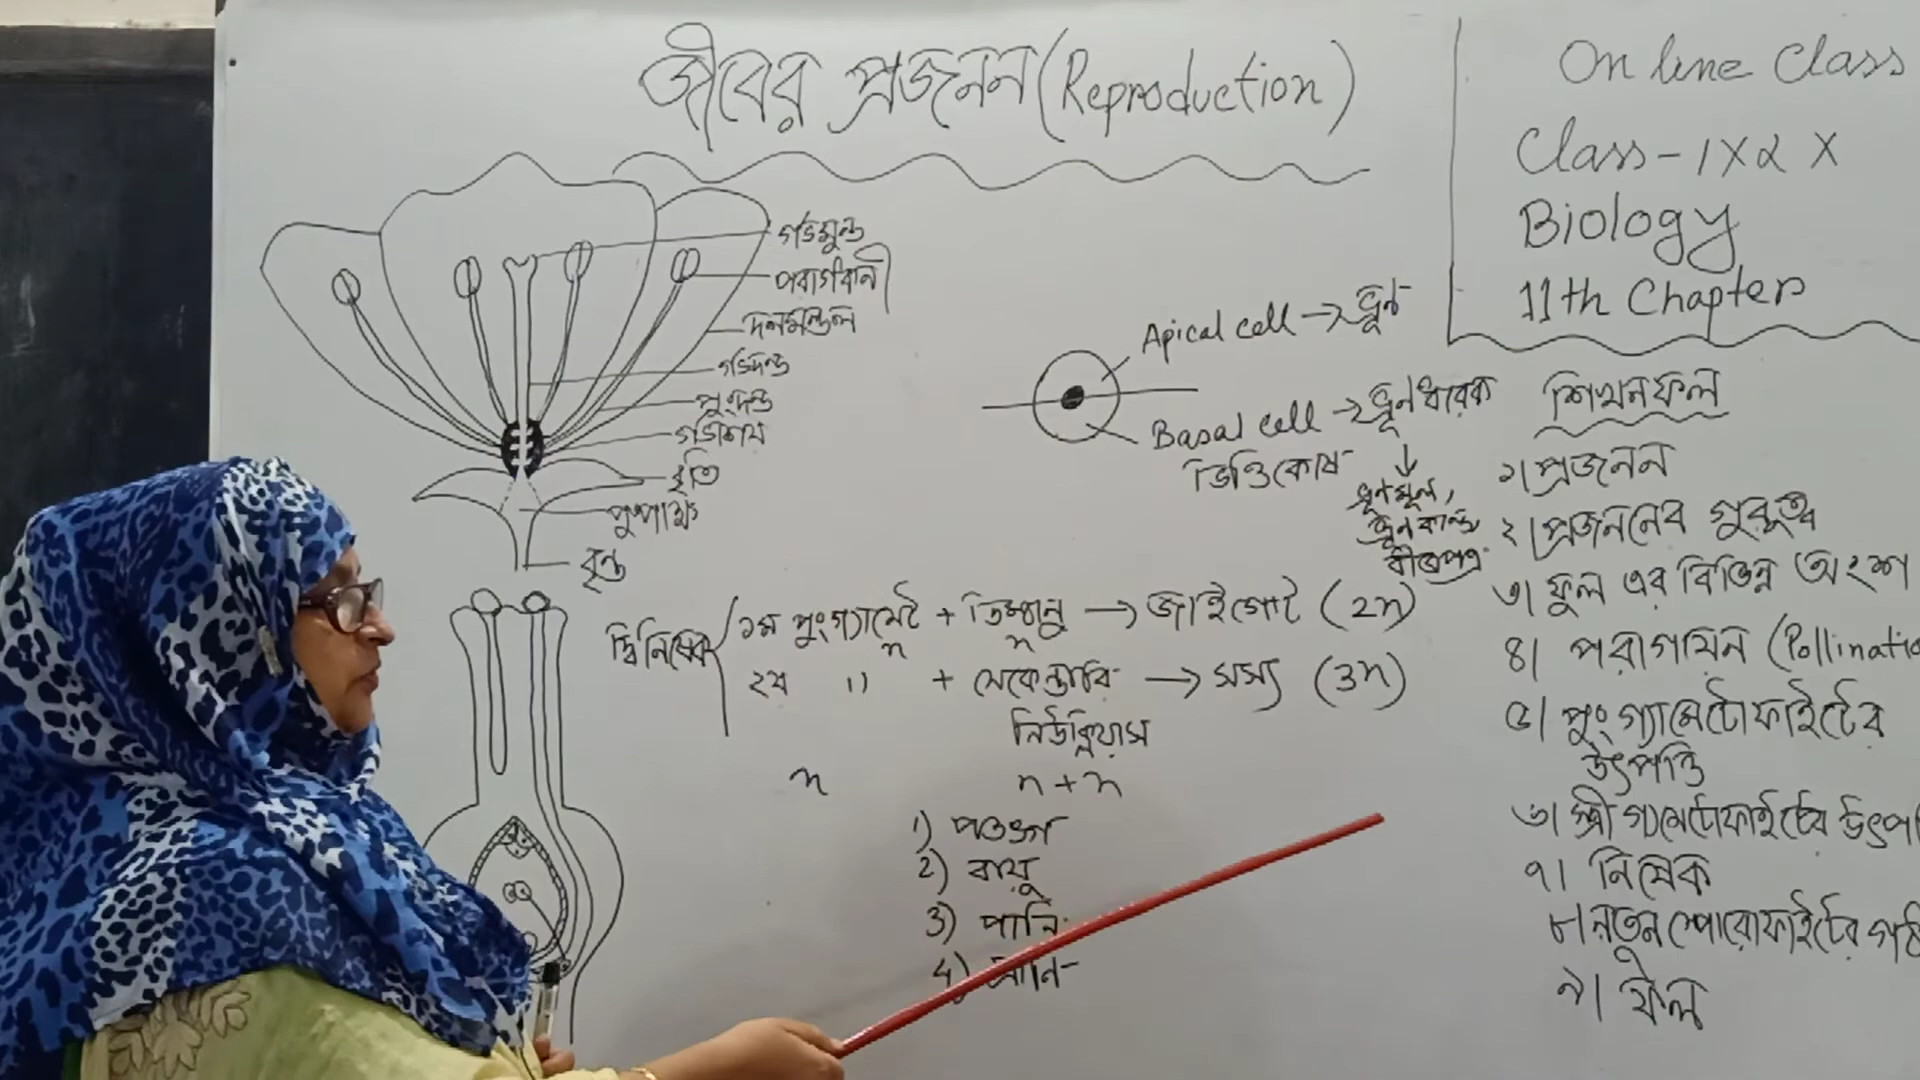 জীবের প্রজনন (Reproduction)
On line Class
Class - IX & X
Biology
11th Chapter
গর্ভমুন্ড
পরাগধানী
দলমন্ডল
গর্ভদন্ড
পুংদন্ড
গর্ভাশয়
বৃতি
পুষ্পাক্ষ
বৃন্ত
Apical cell → ভ্রূণ
Basal cell → ভ্রূণধারক
ভিত্তিকোষ
ভ্রূণমূল,
ভ্রূণকান্ড,
বীজপত্র
দ্বিনিষেক
১ম পুংগ্যামেট + ডিম্বানু → জাইগোট (2n)
n n
২য় 11 + সেকেন্ডারি → সস্য (3n)
নিউক্লিয়াস
n n + n
1) পতঙ্গ
2) বায়ু
3) পানি
4) প্রানি
শিখনফল
১। প্রজনন
২। প্রজননের গুরুত্ব
৩। ফুল এর বিভিন্ন অংশ
৪। পরাগায়ন (Pollinatio
৫। পুংগ্যামেটোফাইটের
উৎপত্তি
৬। স্ত্রী গ্যামেটোফাইটের উৎপ
৭। নিষেক
৮। নতুন স্পোরোফাইটের গঠ
৯। ফল